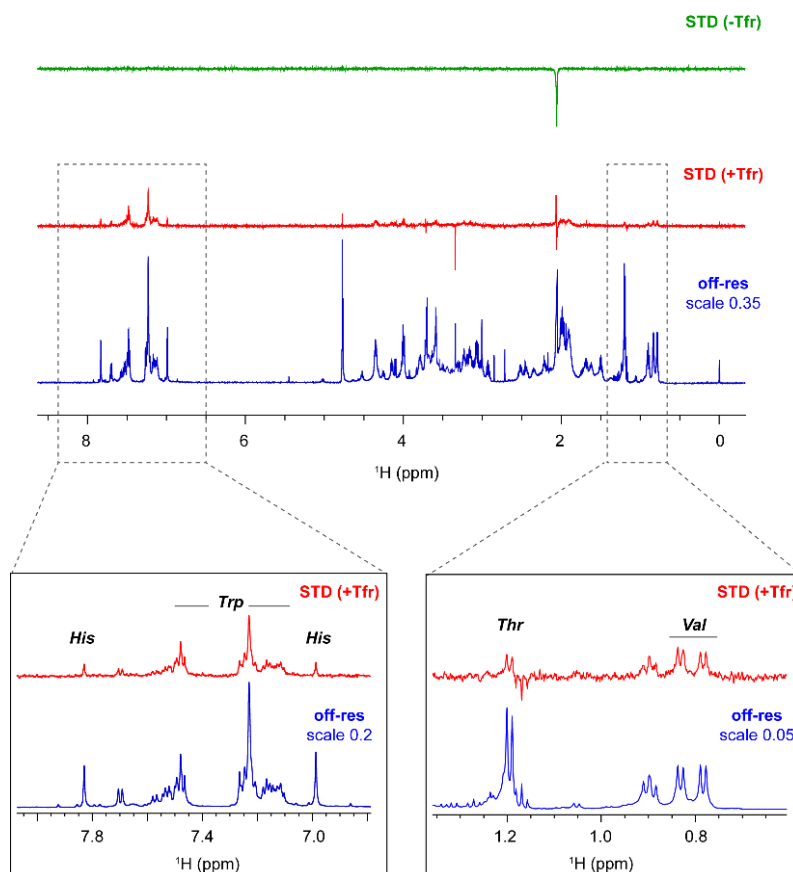 STD (-Tfr)
STD (+Tfr)
off-res
scale 0.35
8 6 4 2 0
¹H (ppm)
STD (+Tfr)
Trp
His His
off-res
scale 0.2
7.8 7.4 7.0
¹H (ppm)
STD (+Tfr)
Thr Val
off-res
scale 0.05
1.2 1.0 0.8
¹H (ppm)